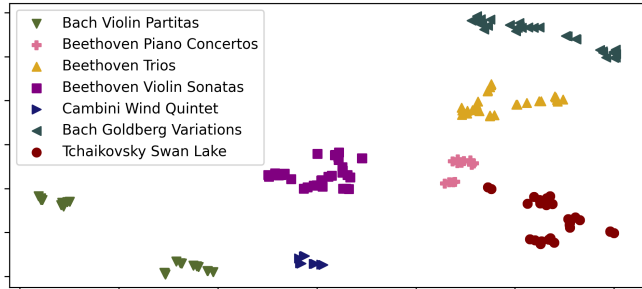 Bach Violin Partitas
Beethoven Piano Concertos
Beethoven Trios
Beethoven Violin Sonatas
Cambini Wind Quintet
Bach Goldberg Variations
Tchaikovsky Swan Lake